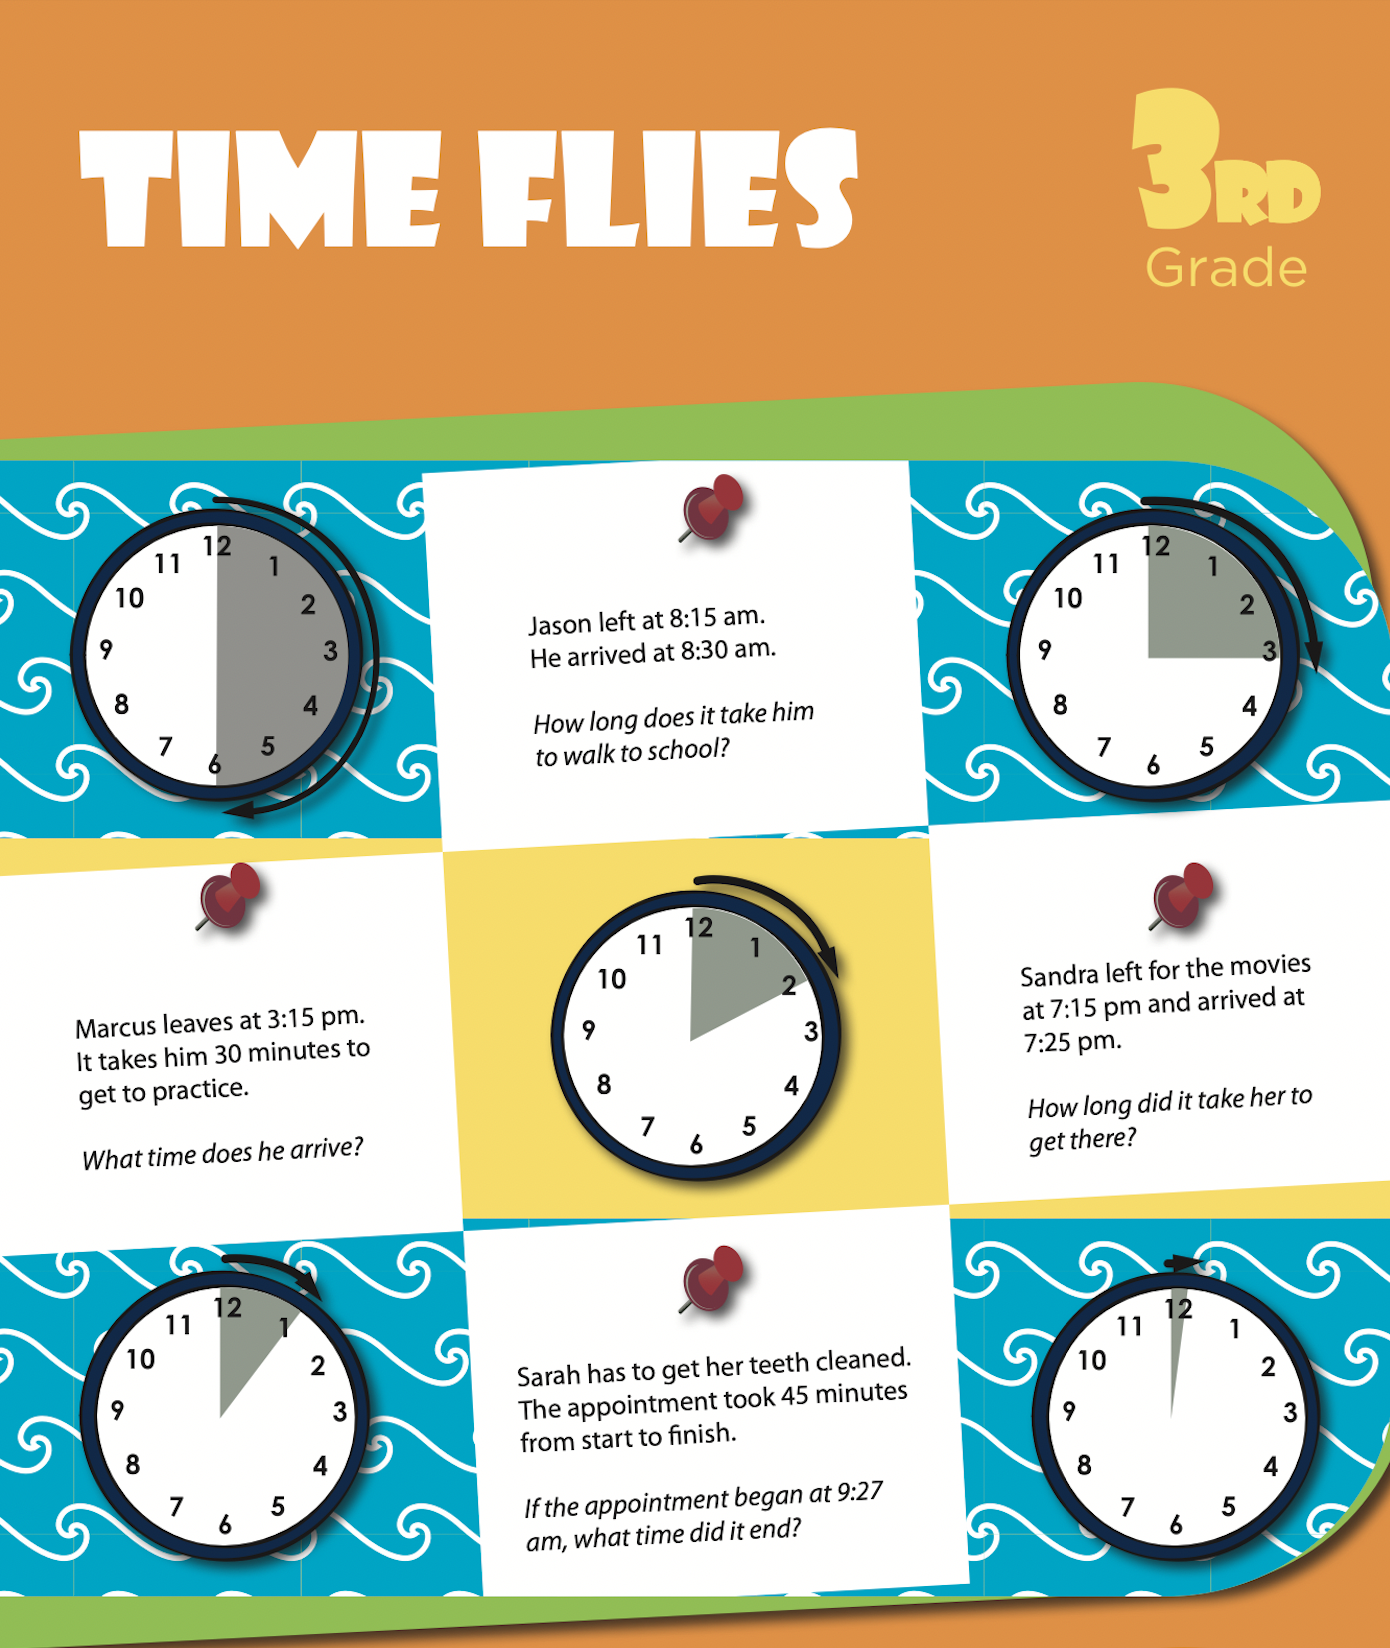 TIME FLIES
3RD
Grade
12
1
2
3
4
5
6
7
8
9
10
11
Jason left at 8:15 am.
He arrived at 8:30 am.
How long does it take him
to walk to school?
12
1
2
3
4
5
6
7
8
9
10
11
Marcus leaves at 3:15 pm.
It takes him 30 minutes to
get to practice.
What time does he arrive?
12
1
2
3
4
5
6
7
8
9
10
11
Sandra left for the movies
at 7:15 pm and arrived at
7:25 pm.
How long did it take her to
get there?
12
1
2
3
4
5
6
7
8
9
10
11
Sarah has to get her teeth cleaned.
The appointment took 45 minutes
from start to finish.
If the appointment began at 9:27
am, what time did it end?
12
1
2
3
4
5
6
7
8
9
10
11